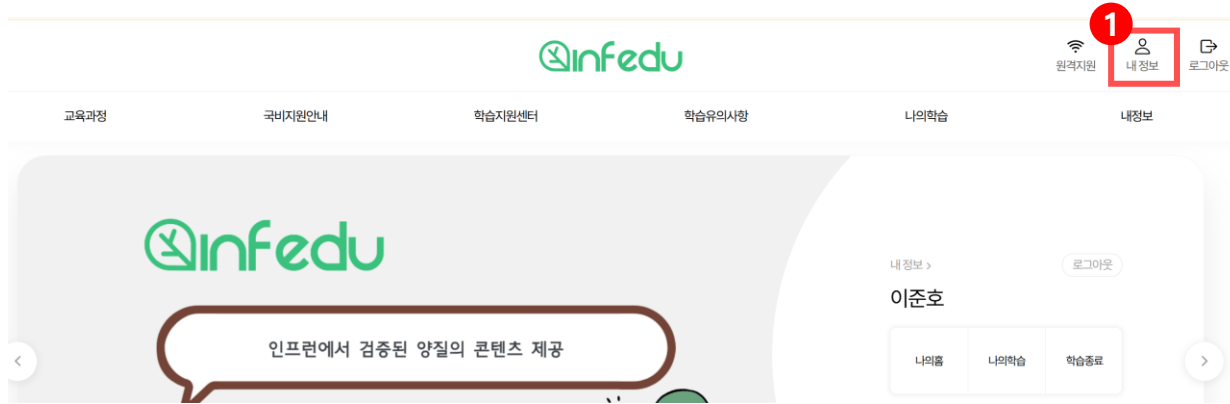 infedu
1
원격지원
내 정보
로그아웃
교육과정
국비지원안내
학습지원센터
학습유의사항
나의학습
내정보
infedu
내 정보 >
로그아웃
이준호
인프런에서 검증된 양질의 콘텐츠 제공
나의홈
나의학습
학습종료